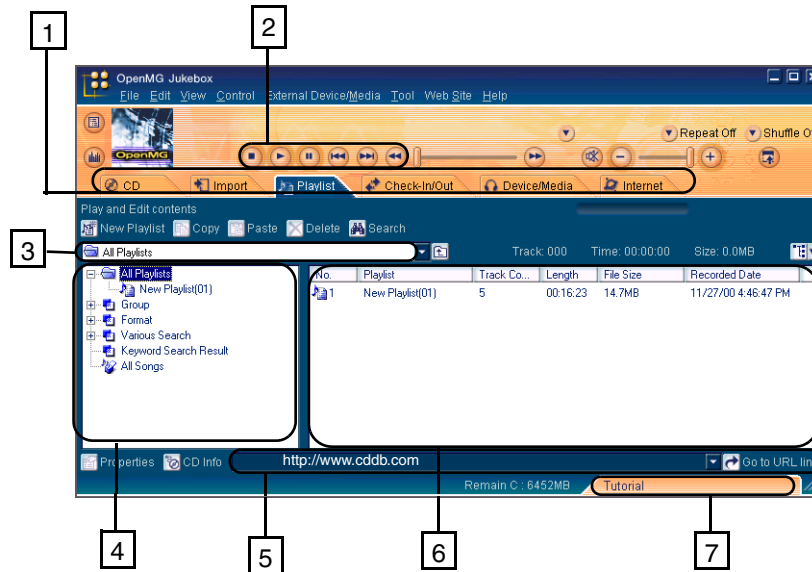 1
2
OpenMG Jukebox
File Edit View Control External Device/Media Tool Web Site Help
Repeat Off Shuffle O
OpenMG
CD Import Playlist Check-In/Out Device/Media Internet
Play and Edit contents
New Playlist Copy Paste Delete Search
3
All Playlists Track: 000 Time: 00:00:00 Size: 0.0MB
All Playlists
New Playlist(01)
Group
Format
Various Search
Keyword Search Result
All Songs
No. Playlist Track Co... Length File Size Recorded Date
1 New Playlist(01) 5 00:16:23 14.7MB 11/27/00 4:46:47 PM
Properties CD Info http://www.cddb.com Go to URL lin
Remain C : 6452MB Tutorial
4
5
6
7